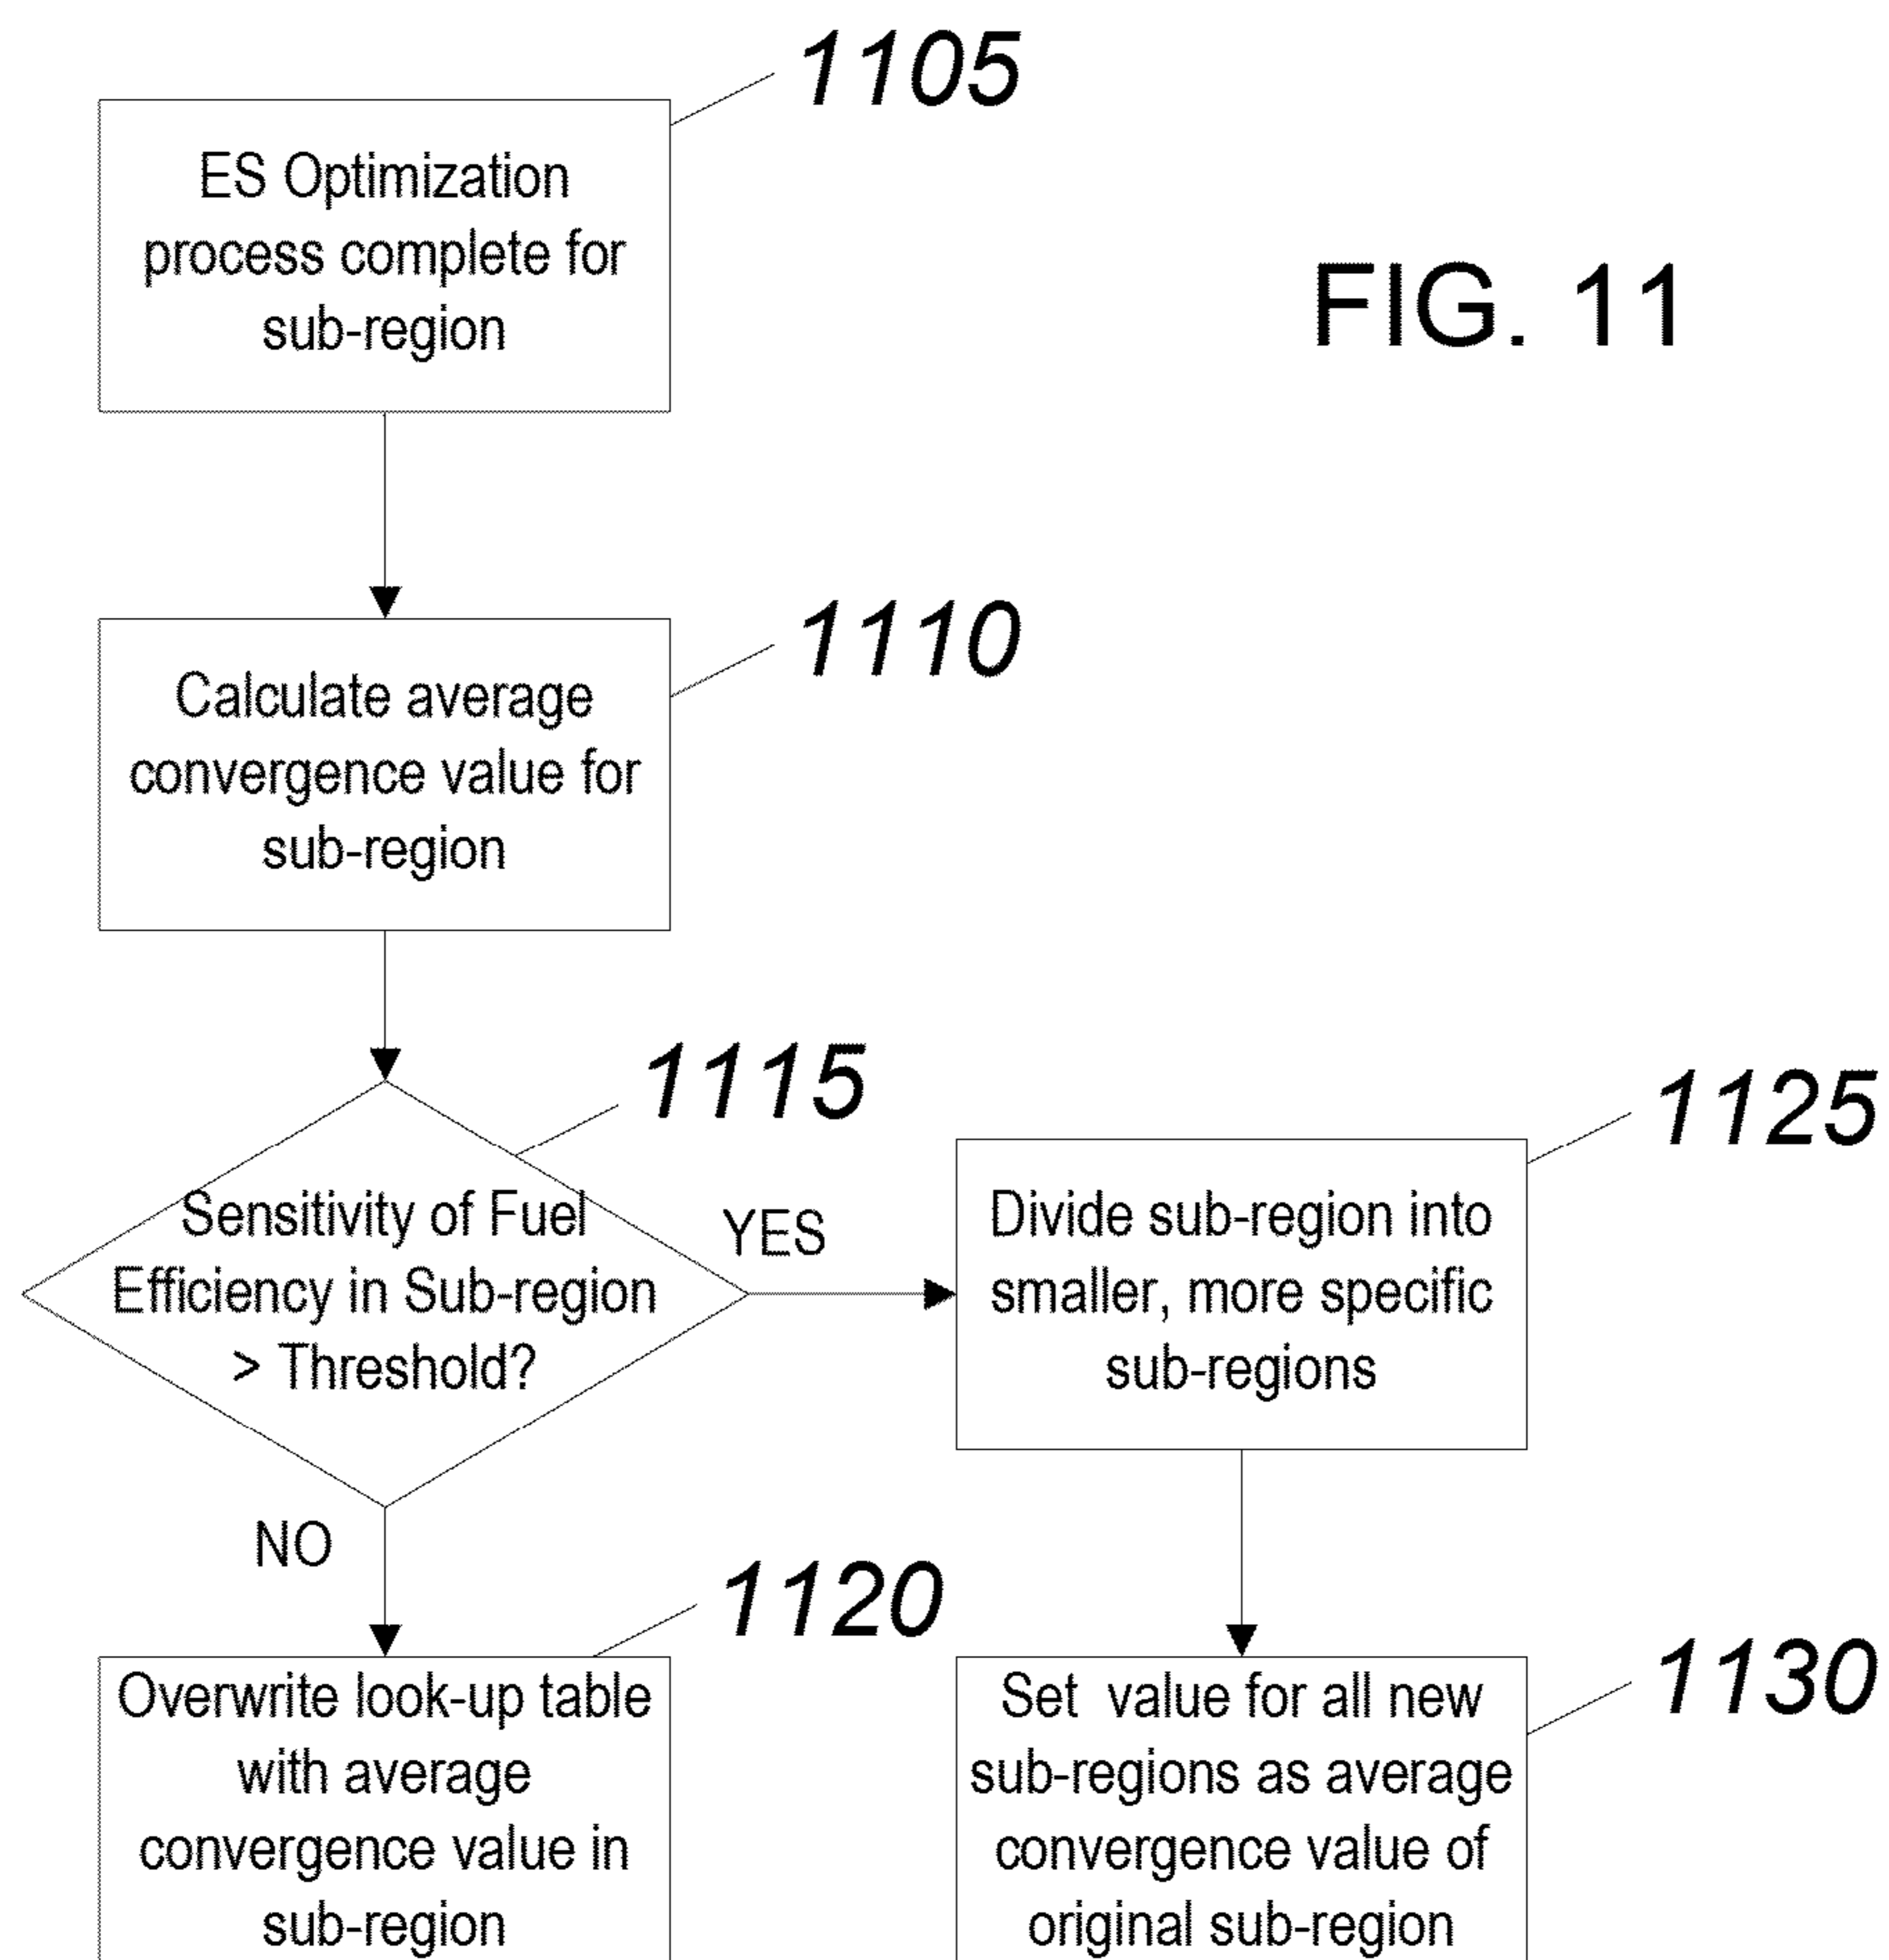 1105
ES Optimization
process complete for
sub-region
FIG. 11
1110
Calculate average
convergence value for
sub-region
1115
Sensitivity of Fuel
Efficiency in Sub-region
> Threshold?
YES
1125
Divide sub-region into
smaller, more specific
sub-regions
NO
1120
Overwrite look-up table
with average
convergence value in
sub-region
1130
Set value for all new
sub-regions as average
convergence value of
original sub-region